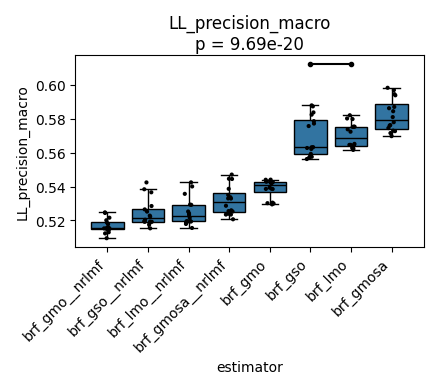 LL_precision_macro
p = 9.69e-20
LL_precision_macro
0.60
0.58
0.56
0.54
0.52
brf_gmo__nrlmf
brf_gso__nrlmf
brf_lmo__nrlmf
brf_gmosa__nrlmf
brf_gmo
brf_gso
brf_lmo
brf_gmosa
estimator